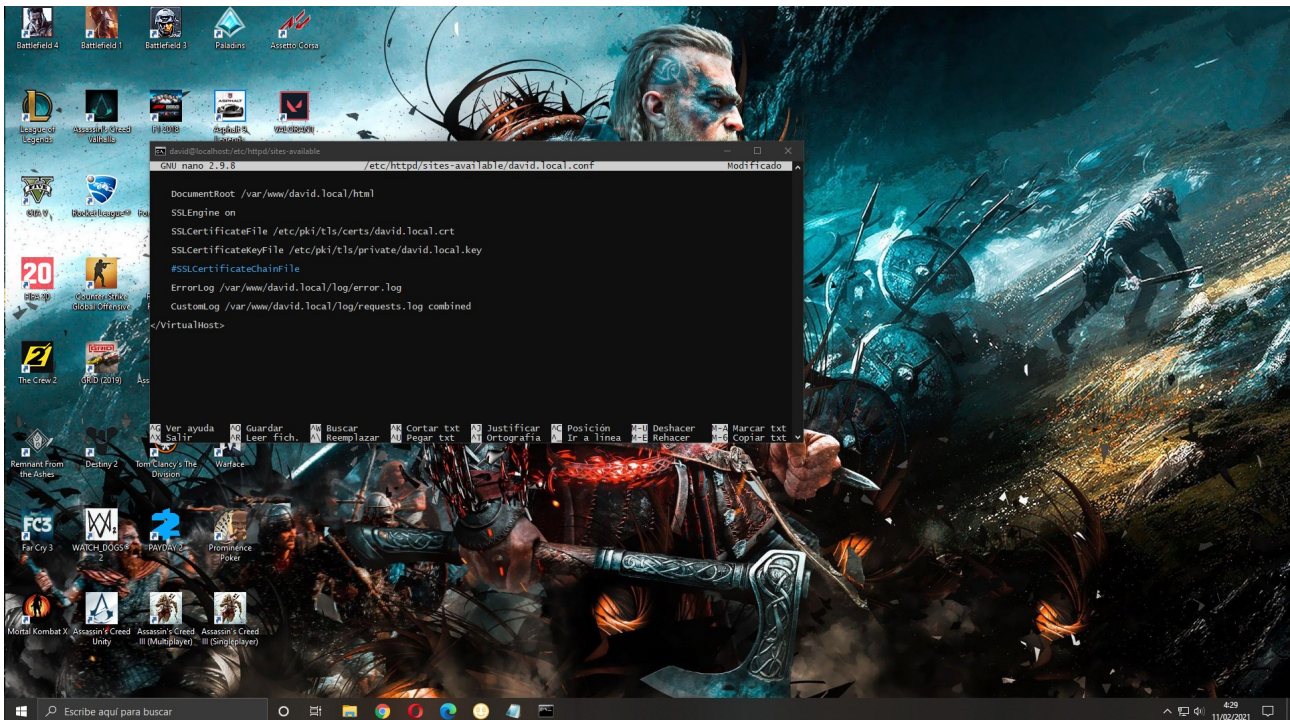 Battlefield 4
Battlefield 1
Battlefield 3
Paladins
Assetto Corsa
League of Legends
Assassin's Creed Valhalla
F1 2018
ASPHALT
Asphalt 9
VALORANT
david@localhost:/etc/httpd/sites-available
GNU nano 2.9.8 /etc/httpd/sites-available/david.local.conf Modificado
DocumentRoot /var/www/david.local/html
SSLEngine on
SSLCertificateFile /etc/pki/tls/certs/david.local.crt
SSLCertificateKeyFile /etc/pki/tls/private/david.local.key
#SSLCertificateChainFile
ErrorLog /var/www/david.local/log/error.log
CustomLog /var/www/david.local/log/requests.log combined
</VirtualHost>
^G Ver ayuda ^O Guardar ^W Buscar ^K Cortar txt ^J Justificar ^C Posición M-U Deshacer M-A Marcar txt
^X Salir ^R Leer fich. ^\ Reemplazar ^U Pegar txt ^T Ortografía ^_ Ir a línea M-E Rehacer M-6 Copiar txt
FIVE
GTA V
Rocket League®
20
FIFA 20
Counter-Strike
Global Offensive
2
The Crew 2
GRID
GRID (2019)
Remnant From
the Ashes
Destiny 2
Tom Clancy's The
Division
Warface
FC3
Far Cry 3
WATCH_DOGS®
2
PAYDAY 2
Prominence
Poker
Mortal Kombat X
Assassin's Creed
Unity
Assassin's Creed
III (Multiplayer)
Assassin's Creed
III (Singleplayer)
Escribe aquí para buscar
4:29
11/02/2021